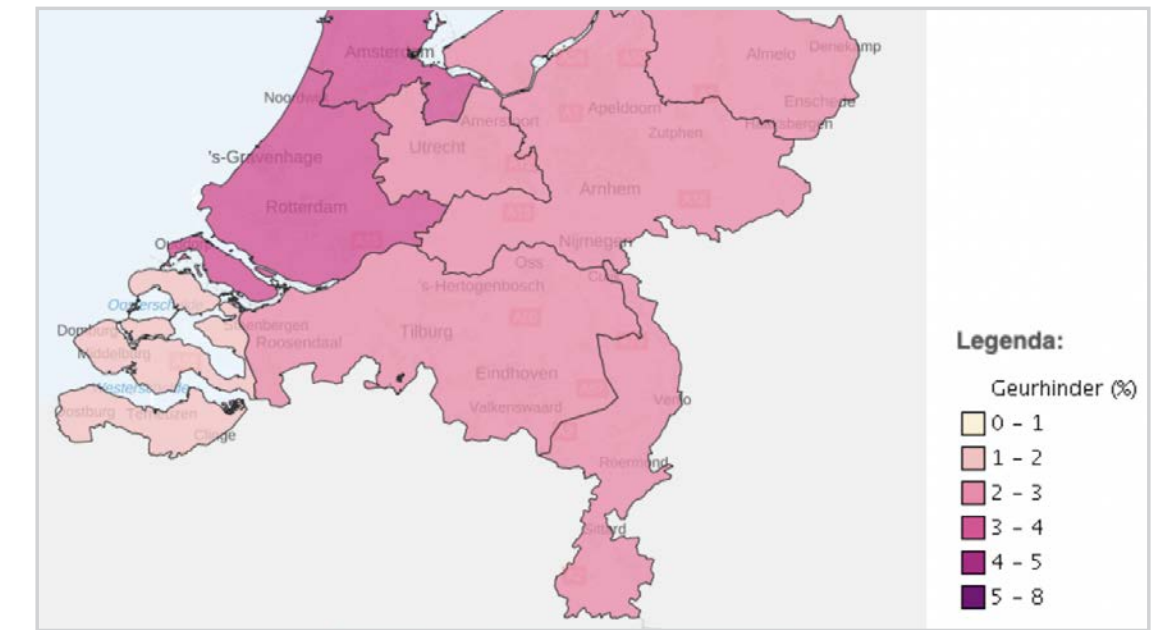 Amsterdam
Almelo
Denekamp
Noordwijk
Enschede
Apeldoorn
Amersfoort
Haaksbergen
Zutphen
Utrecht
's-Gravenhage
Arnhem
Rotterdam
Nijmegen
Ouddorp
Oss
's-Hertogenbosch
Oosterschelde
Steenbergen
Domburg
Tilburg
Roosendaal
Middelburg
Eindhoven
Westerschelde
Venlo
Valkenswaard
Oostburg
Terneuzen
Clinge
Roermond
Sittard
Legenda:
Geurhinder (%)
0 - 1
1 - 2
2 - 3
3 - 4
4 - 5
5 - 8